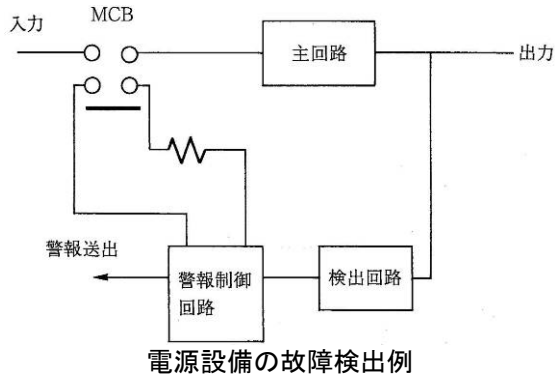 MCB
入力
主回路
出力
警報送出
警報制御
回路
検出回路
電源設備の故障検出例